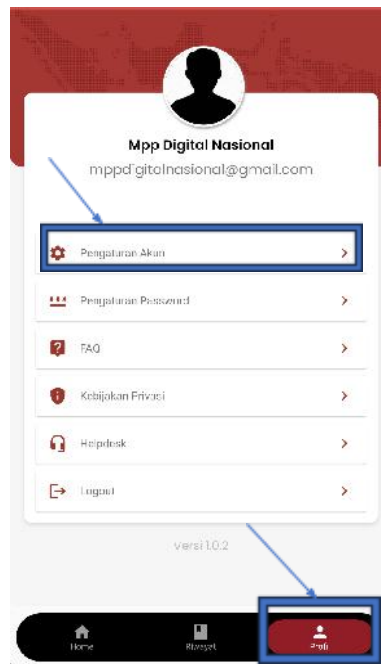 Mpp Digital Nasional
mppdigitalnasional@gmail.com
Pengaturan Akun
Pengaturan Password
FAQ
Kebijakan Privasi
Helpdesk
Logout
Versi 1.0.2
Home
Riwayat
Profil